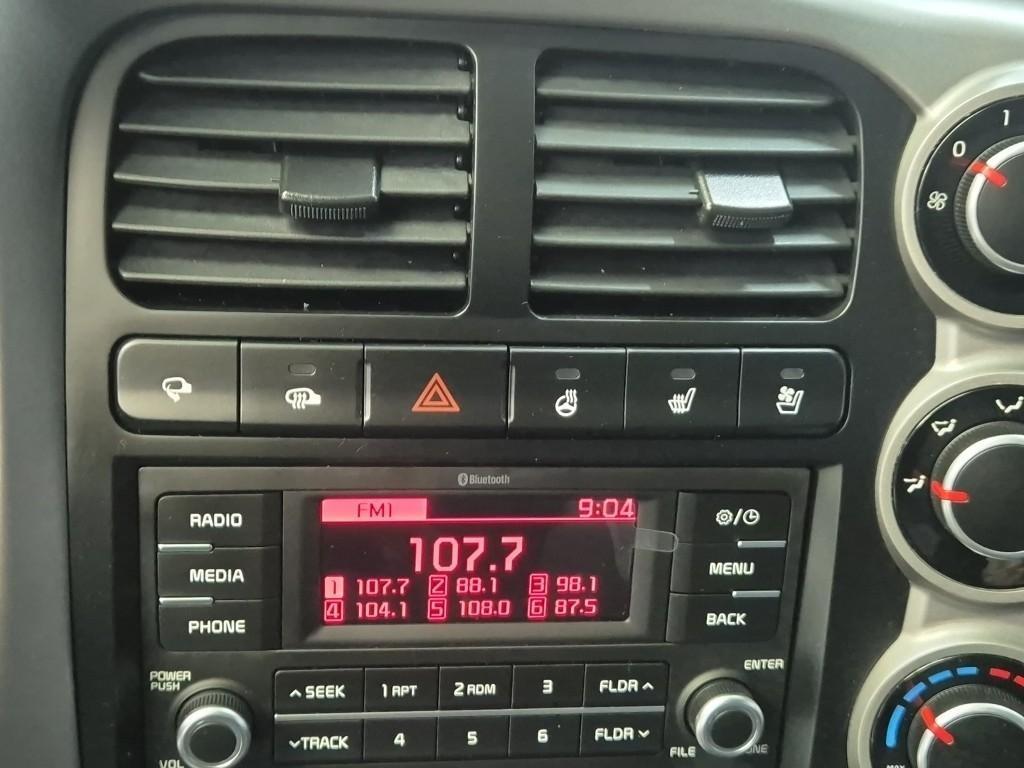 1
0
Bluetooth
FM1 9:04
107.7
1 107.7 2 88.1 3 98.1
4 104.1 5 108.0 6 87.5
RADIO
MEDIA
PHONE
MENU
BACK
POWER
PUSH
VOL
ENTER
FILE
∧SEEK 1 RPT 2 RDM 3 FLDR∧
∨TRACK 4 5 6 FLDR∨